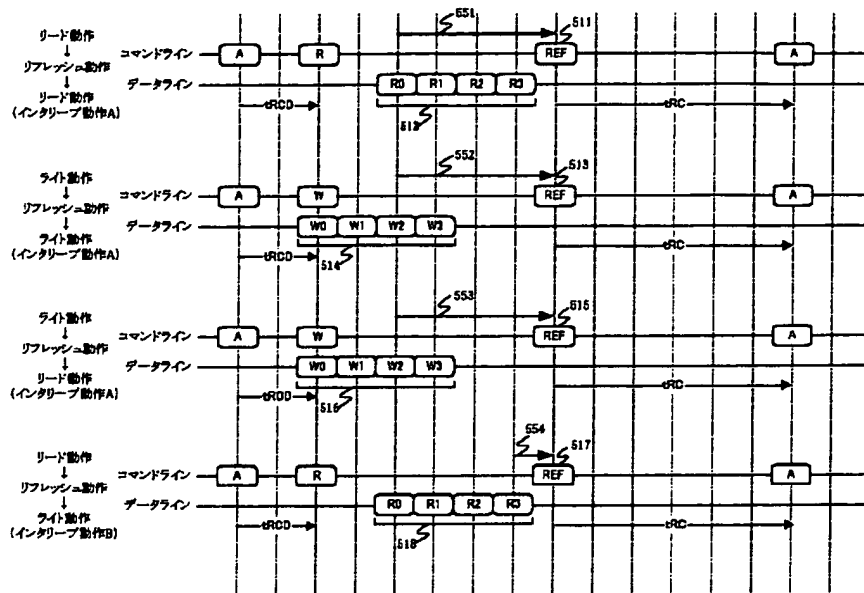 551
511
リード動作
↓
リフレッシュ動作
↓
リード動作
(インタリーブ動作A)
コマンドライン
A
R
REF
A
データライン
R0
R1
R2
R3
tRCD
512
tRC
552
513
ライト動作
↓
リフレッシュ動作
↓
ライト動作
(インタリーブ動作A)
コマンドライン
A
W
REF
A
データライン
W0
W1
W2
W3
tRCD
514
tRC
553
515
ライト動作
↓
リフレッシュ動作
↓
リード動作
(インタリーブ動作A)
コマンドライン
A
W
REF
A
データライン
W0
W1
W2
W3
tRCD
516
tRC
554
517
リード動作
↓
リフレッシュ動作
↓
ライト動作
(インタリーブ動作B)
コマンドライン
A
R
REF
A
データライン
R0
R1
R2
R3
tRCD
518
tRC